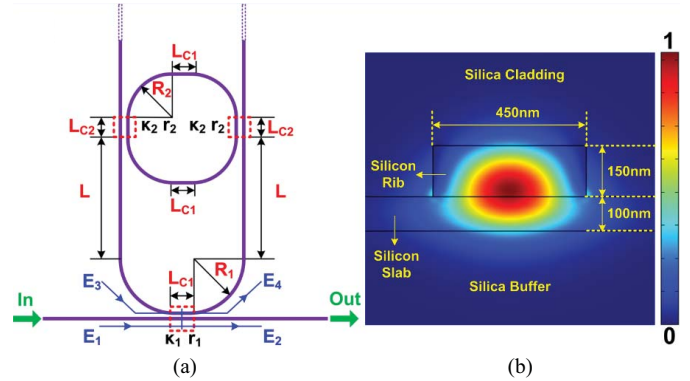 L_C1
R_2
L_C2 κ_2 r_2 κ_2 r_2 L_C2
L L
L_C1
L_C1 R_1
E_3 E_4
In Out
E_1 κ_1 r_1 E_2
(a)
1
Silica Cladding
450nm
Silicon
Rib
150nm
100nm
Silicon
Slab
Silica Buffer
0
(b)